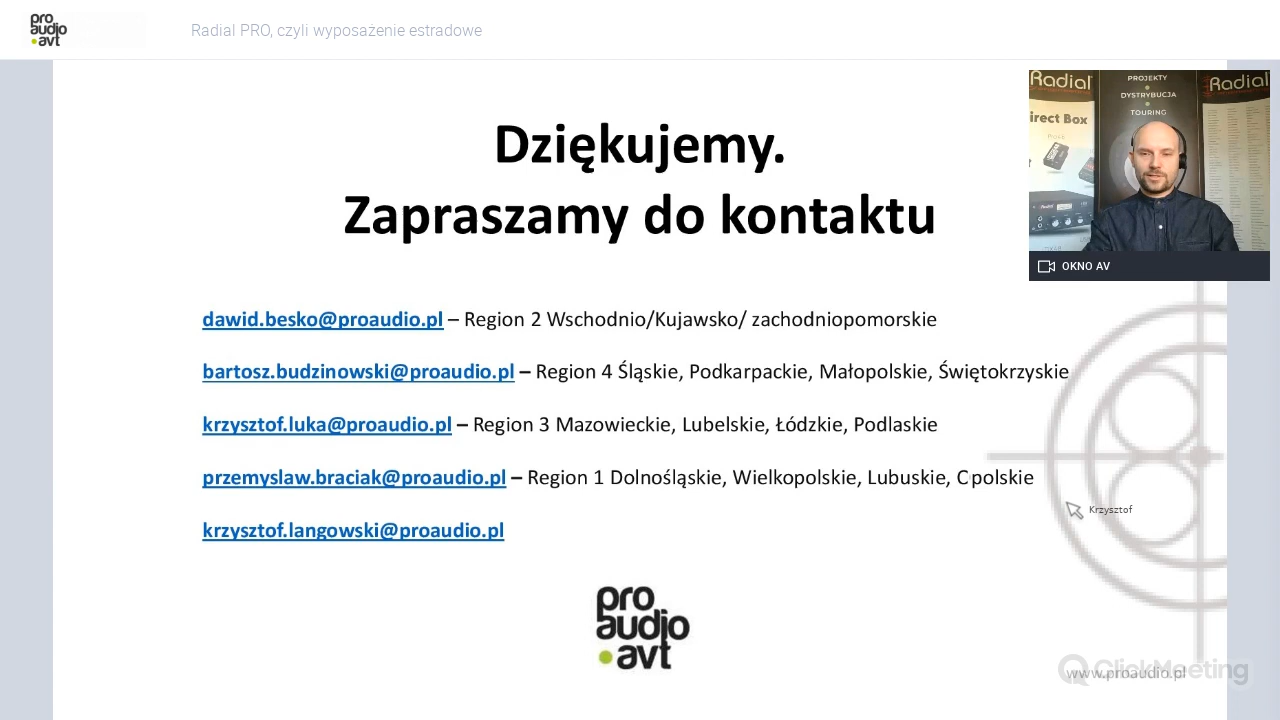 pro
audio
avt
Radial PRO, czyli wyposażenie estradowe
Dziękujemy.
Zapraszamy do kontaktu
Radial
PROJEKTY
DYSTRYBUCJA
TOURING
Radial
irect Box
OKNO AV
dawid.besko@proaudio.pl – Region 2 Wschodnio/Kujawsko/ zachodniopomorskie
bartosz.budzinowski@proaudio.pl – Region 4 Śląskie, Podkarpackie, Małopolskie, Świętokrzyskie
krzysztof.luka@proaudio.pl – Region 3 Mazowieckie, Lubelskie, Łódzkie, Podlaskie
przemyslaw.braciak@proaudio.pl – Region 1 Dolnośląskie, Wielkopolskie, Lubuskie, Opolskie
Krzysztof
krzysztof.langowski@proaudio.pl
pro
audio
avt
ClickMeeting
www.proaudio.pl